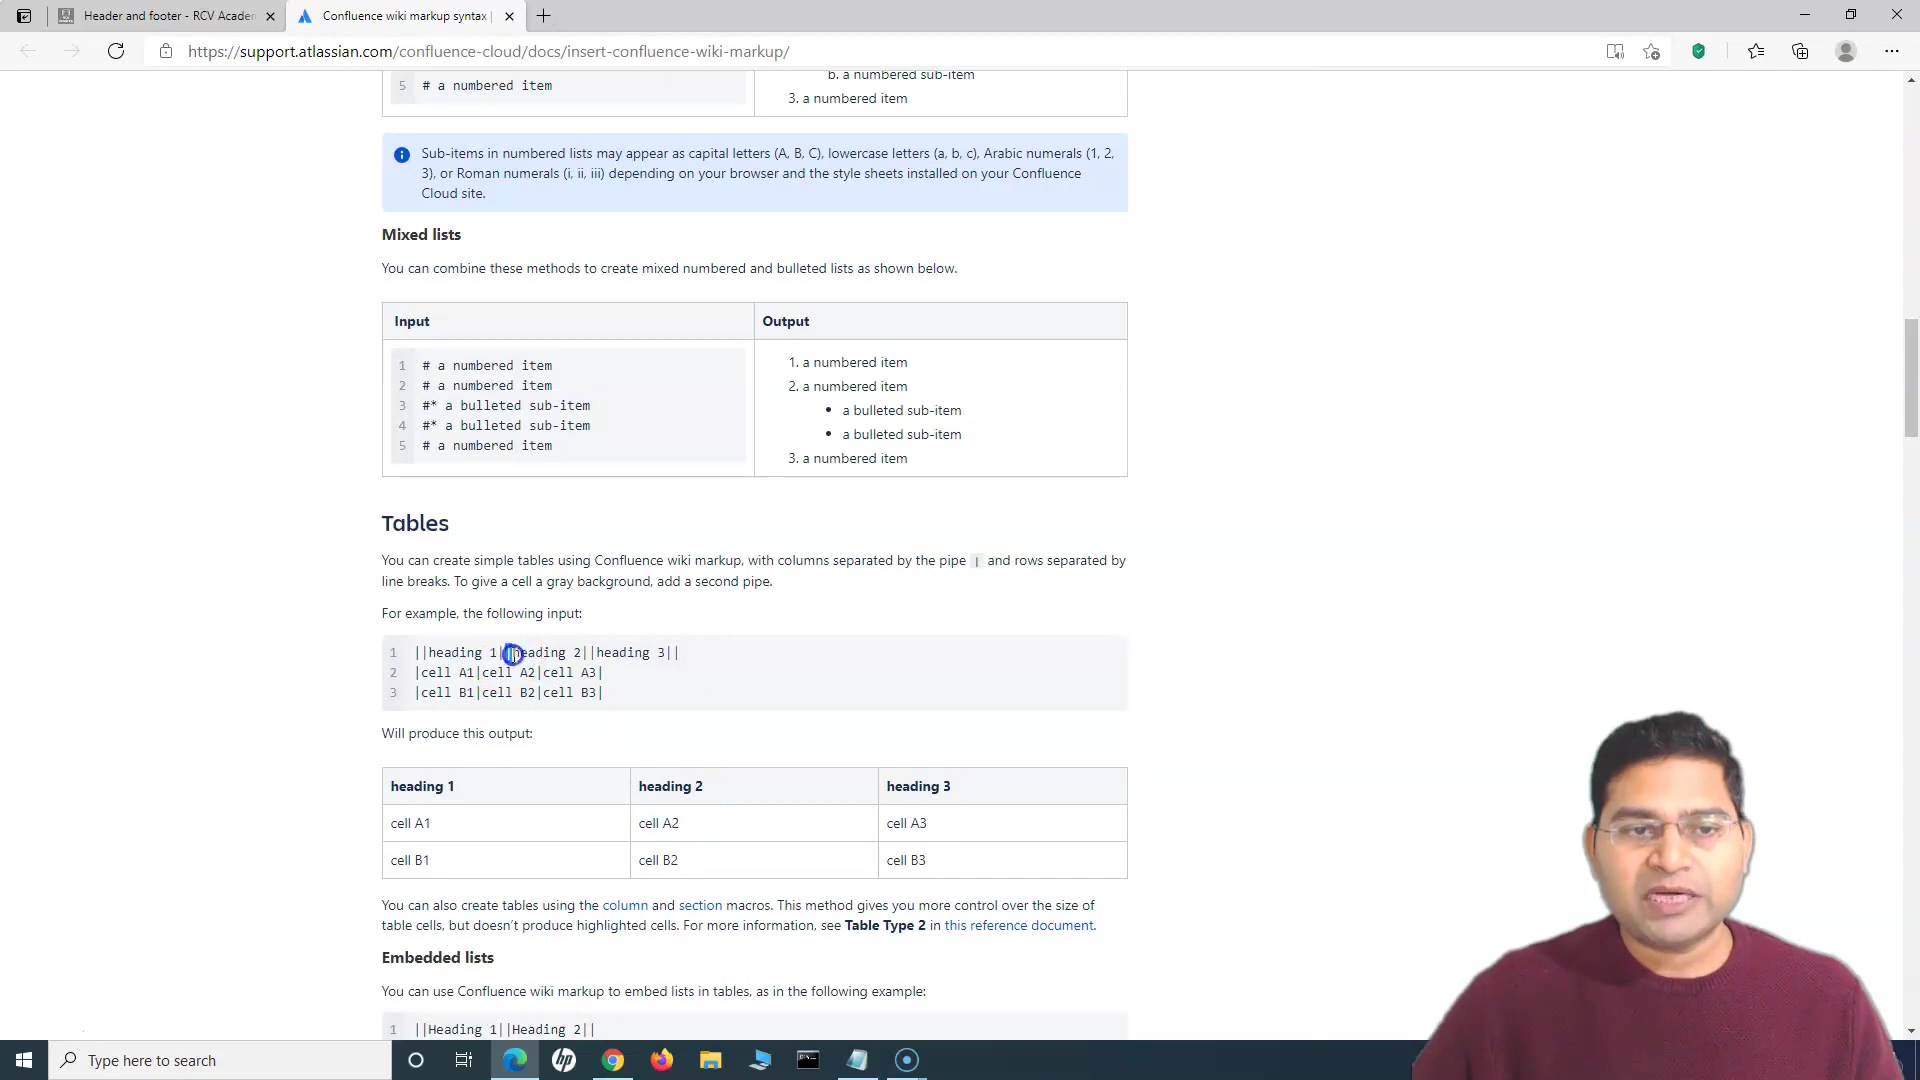 Header and footer - RCV Academ
Confluence wiki markup syntax |
https://support.atlassian.com/confluence-cloud/docs/insert-confluence-wiki-markup/
5 # a numbered item
b. a numbered sub-item
3. a numbered item
Sub-items in numbered lists may appear as capital letters (A, B, C), lowercase letters (a, b, c), Arabic numerals (1, 2,
3), or Roman numerals (i, ii, iii) depending on your browser and the style sheets installed on your Confluence
Cloud site.
Mixed lists
You can combine these methods to create mixed numbered and bulleted lists as shown below.
Input
Output
1 # a numbered item
2 # a numbered item
3 #* a bulleted sub-item
4 #* a bulleted sub-item
5 # a numbered item
1. a numbered item
2. a numbered item
• a bulleted sub-item
• a bulleted sub-item
3. a numbered item
Tables
You can create simple tables using Confluence wiki markup, with columns separated by the pipe | and rows separated by
line breaks. To give a cell a gray background, add a second pipe.
For example, the following input:
1 ||heading 1||heading 2||heading 3||
2 |cell A1|cell A2|cell A3|
3 |cell B1|cell B2|cell B3|
Will produce this output:
heading 1 heading 2 heading 3
cell A1 cell A2 cell A3
cell B1 cell B2 cell B3
You can also create tables using the column and section macros. This method gives you more control over the size of
table cells, but doesn't produce highlighted cells. For more information, see Table Type 2 in this reference document.
Embedded lists
You can use Confluence wiki markup to embed lists in tables, as in the following example:
1 ||Heading 1||Heading 2||
Type here to search
hp